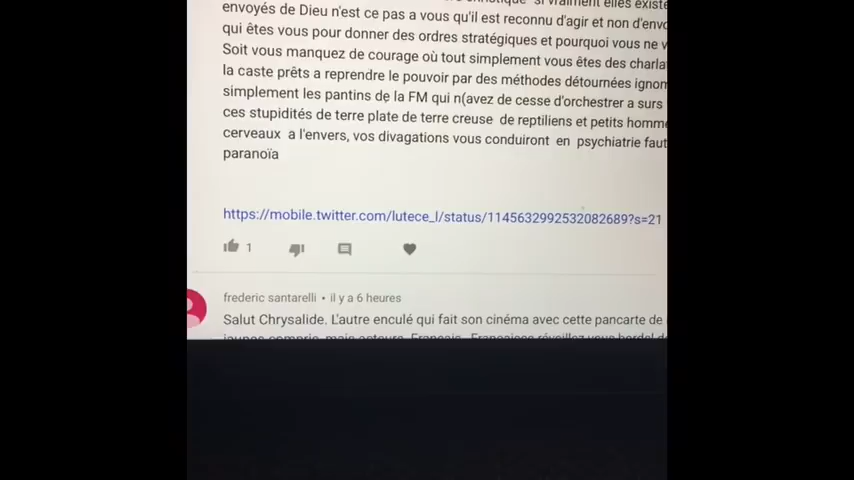 envoyés de Dieu n'est ce pas a vous qu'il est reconnu d'agir et non d'envo
qui êtes vous pour donner des ordres stratégiques et pourquoi vous ne v
Soit vous manquez de courage où tout simplement vous êtes des charla
la caste prêts a reprendre le pouvoir par des méthodes détournées ignom
simplement les pantins de la FM qui n(avez de cesse d'orchestrer a surs
ces stupidités de terre plate de terre creuse de reptiliens et petits homme
cerveaux a l'envers, vos divagations vous conduiront en psychiatrie faut
paranoïa
https://mobile.twitter.com/lutece_l/status/1145632992532082689?s=21
1
frederic santarelli • il y a 6 heures
Salut Chrysalide. L'autre enculé qui fait son cinéma avec cette pancarte de